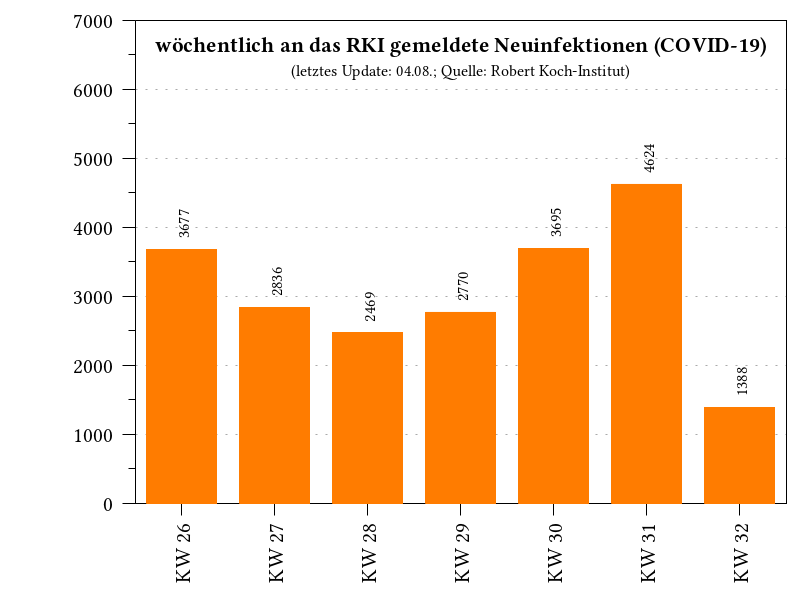 wöchentlich an das RKI gemeldete Neuinfektionen (COVID-19)
(letztes Update: 04.08.; Quelle: Robert Koch-Institut)
7000
6000
5000
4000
3000
2000
1000
0
3677
2836
2469
2770
3695
4624
1388
KW 26
KW 27
KW 28
KW 29
KW 30
KW 31
KW 32